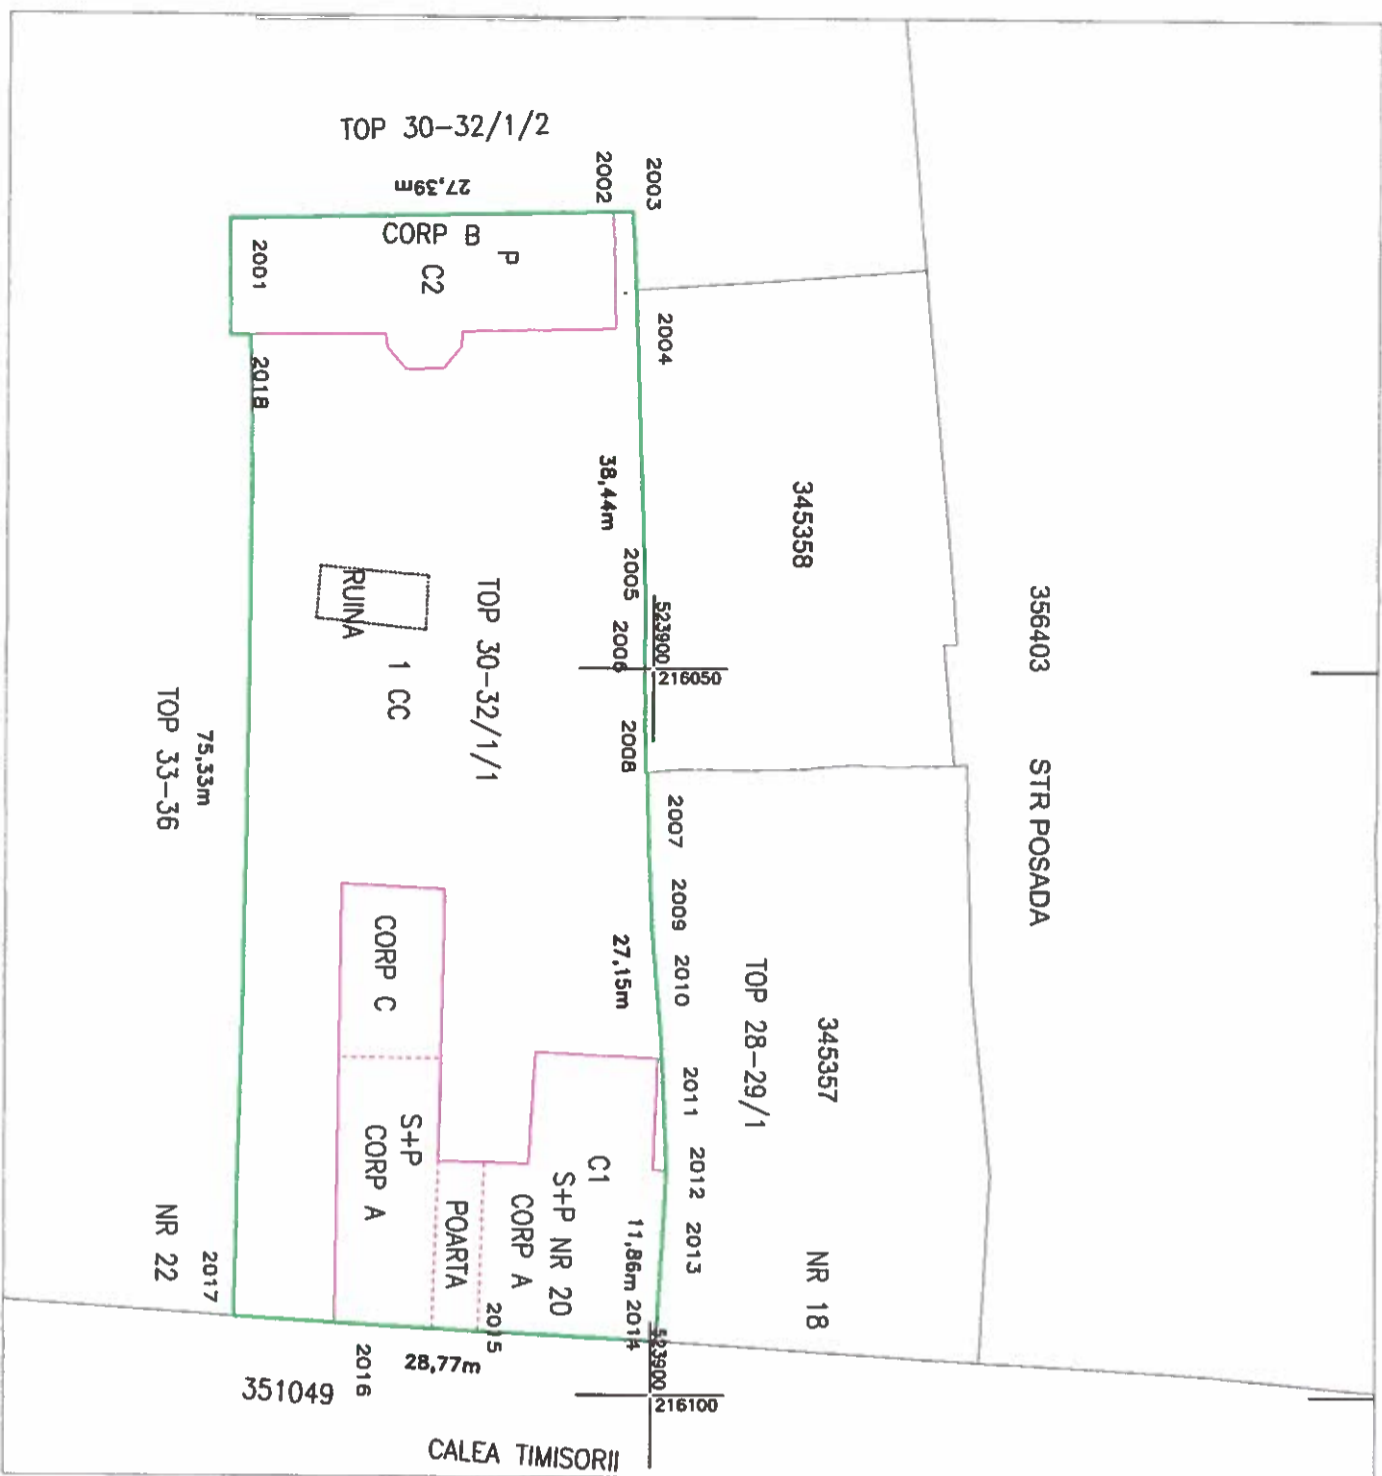 TOP 30-32/1/2
27,39m
2002
2003
CORP B
P
C2
2001
2004
2018
38,44m
345358
2005
523900
2006
216050
2008
356403
STR POSADA
RUINA
1 CC
TOP 30-32/1/1
75,33m
TOP 33-36
2007
2009
2010
27,15m
2011
2012
2013
TOP 28-29/1
345357
NR 18
CORP C
S+P
CORP A
POARTA
C1
S+P NR 20
CORP A
11,86m
2014
2015
523900
216100
NR 22
2017
2016
28,77m
351049
CALEA TIMISORII